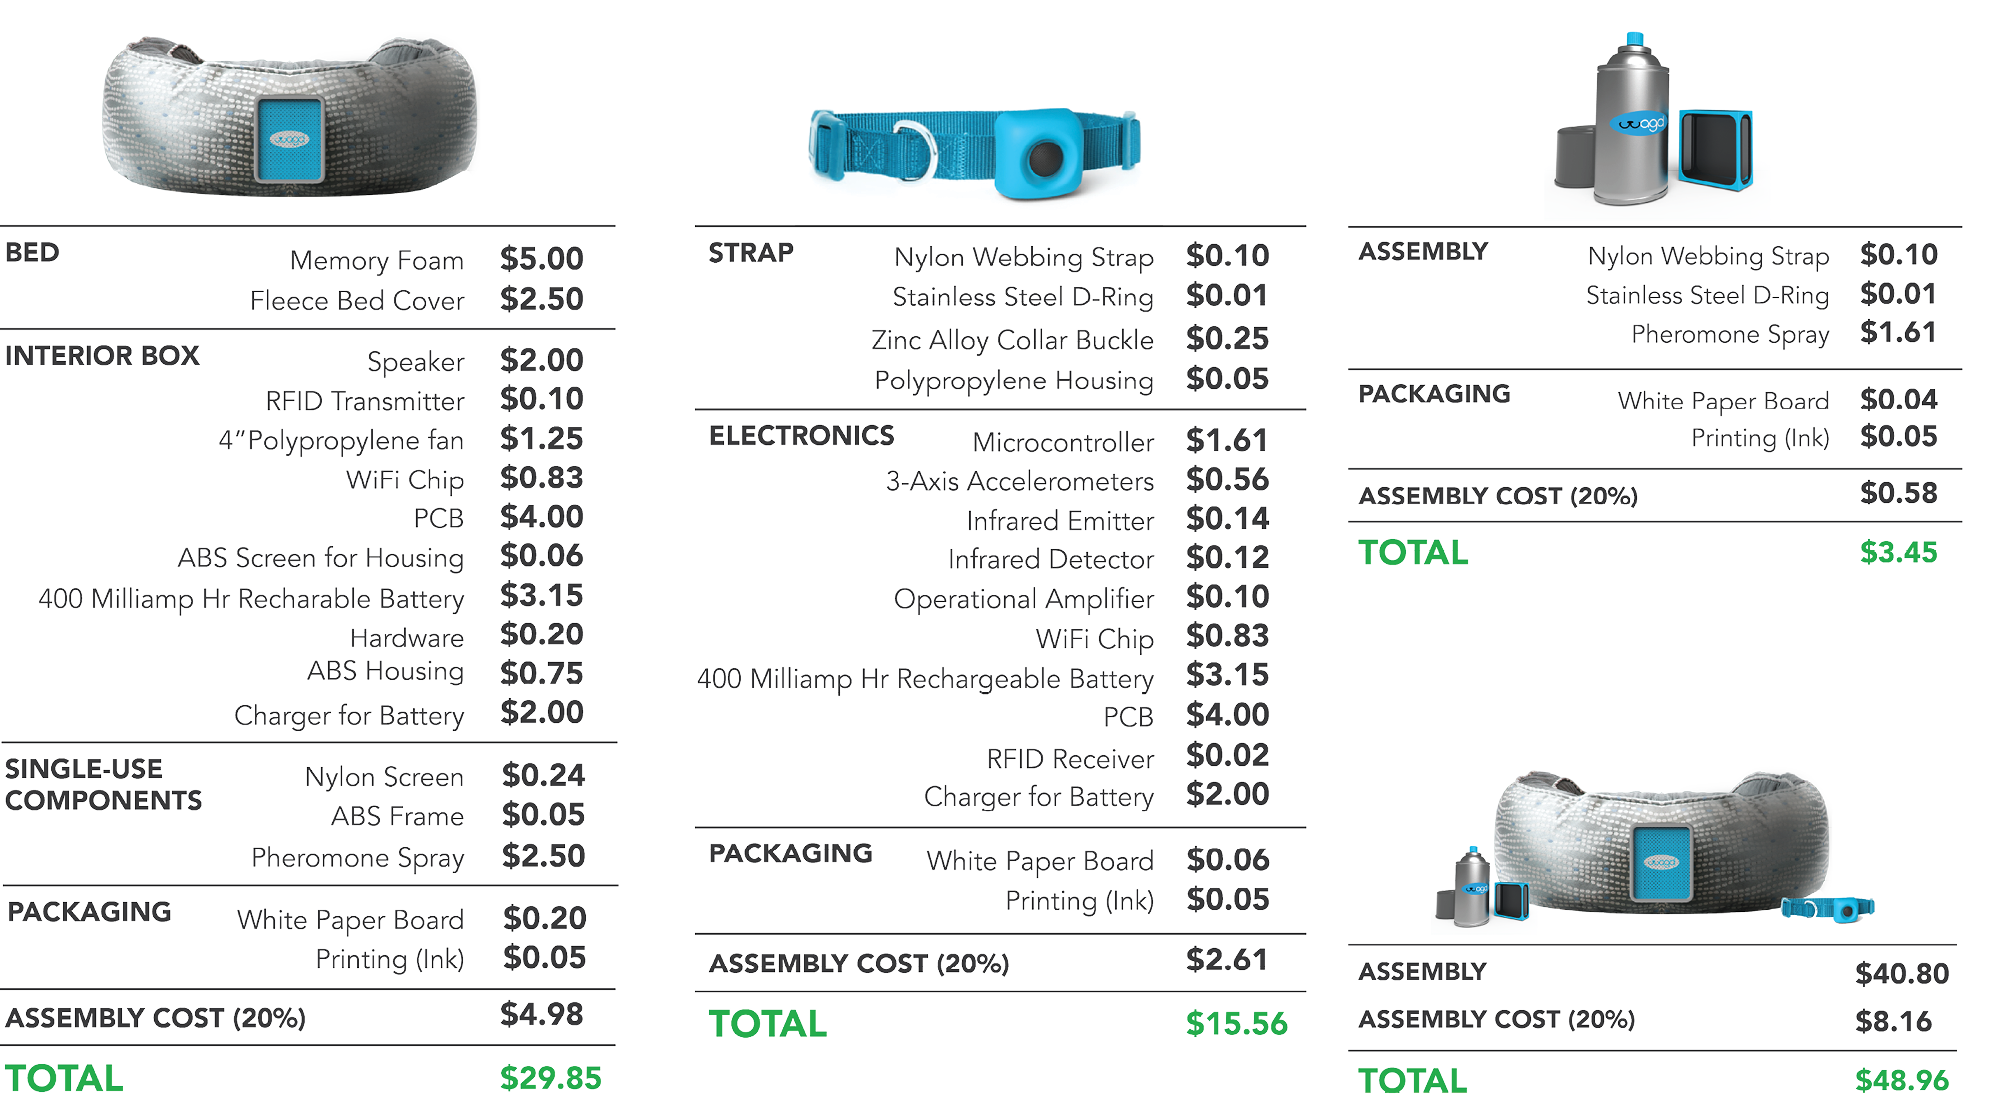 wagd
BED
Memory Foam $5.00
Fleece Bed Cover $2.50
INTERIOR BOX
Speaker $2.00
RFID Transmitter $0.10
4”Polypropylene fan $1.25
WiFi Chip $0.83
PCB $4.00
ABS Screen for Housing $0.06
400 Milliamp Hr Recharable Battery $3.15
Hardware $0.20
ABS Housing $0.75
Charger for Battery $2.00
SINGLE-USE
COMPONENTS
Nylon Screen $0.24
ABS Frame $0.05
Pheromone Spray $2.50
PACKAGING
White Paper Board $0.20
Printing (Ink) $0.05
ASSEMBLY COST (20%) $4.98
TOTAL $29.85
STRAP
Nylon Webbing Strap $0.10
Stainless Steel D-Ring $0.01
Zinc Alloy Collar Buckle $0.25
Polypropylene Housing $0.05
ELECTRONICS
Microcontroller $1.61
3-Axis Accelerometers $0.56
Infrared Emitter $0.14
Infrared Detector $0.12
Operational Amplifier $0.10
WiFi Chip $0.83
400 Milliamp Hr Rechargeable Battery $3.15
PCB $4.00
RFID Receiver $0.02
Charger for Battery $2.00
PACKAGING
White Paper Board $0.06
Printing (Ink) $0.05
ASSEMBLY COST (20%) $2.61
TOTAL $15.56
wagd
ASSEMBLY
Nylon Webbing Strap $0.10
Stainless Steel D-Ring $0.01
Pheromone Spray $1.61
PACKAGING
White Paper Board $0.04
Printing (Ink) $0.05
ASSEMBLY COST (20%) $0.58
TOTAL $3.45
wagd
wagd
ASSEMBLY $40.80
ASSEMBLY COST (20%) $8.16
TOTAL $48.96